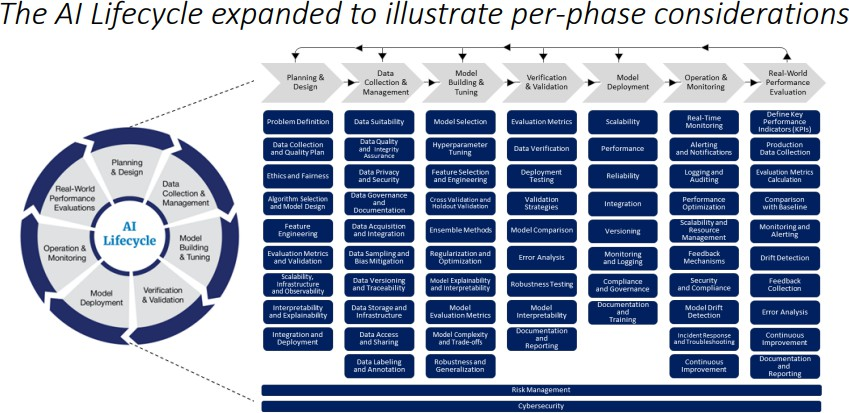 The AI Lifecycle expanded to illustrate per-phase considerations
Planning &
Design
Data
Collection &
Management
Model
Building &
Tuning
Verification
& Validation
Model
Deployment
Operation &
Monitoring
Real-World
Performance
Evaluation
Planning
& Design
Data
Collection &
Management
Model
Building
& Tuning
Verification
& Validation
Model
Deployment
Operation &
Monitoring
Real-World
Performance
Evaluations
AI
Lifecycle
Problem Definition
Data Collection
and Quality Plan
Ethics and Fairness
Algorithm Selection
and Model Design
Feature
Engineering
Evaluation Metrics
and Validation
Scalability,
Infrastructure
and Observability
Interpretability
and Explainability
Integration and
Deployment
Data Suitability
Data Quality and Integrity
Assurance
Data Privacy
and Security
Data Governance
and
Documentation
Data Acquisition
and Integration
Data Sampling and
Bias Mitigation
Data Versioning
and Traceability
Data Storage and
Infrastructure
Data Access
and Sharing
Data Labeling
and Annotation
Model Selection
Hyperparameter
Tuning
Feature Selection
and Engineering
Cross Validation and
Holdout Validation
Ensemble Methods
Regularization and
Optimization
Model Explainability
and Interpretability
Model
Evaluation Metrics
Model Complexity
and Trade-offs
Robustness and
Generalization
Evaluation Metrics
Data Verification
Deployment
Testing
Validation
Strategies
Model Comparison
Error Analysis
Robustness Testing
Model
Interpretability
Documentation
and
Reporting
Scalability
Performance
Reliability
Integration
Versioning
Monitoring
and Logging
Compliance
and Governance
Documentation
and
Training
Real-Time
Monitoring
Alerting
and Notifications
Logging and
Auditing
Performance
Optimization
Scalability and
Resource
Management
Feedback
Mechanisms
Security
and Compliance
Model Drift
Detection
Incident Response
and Troubleshooting
Continuous
Improvement
Define Key
Performance
Indicators (KPIs)
Production
Data Collection
Evaluation Metrics
Calculation
Comparison
with Baseline
Monitoring and
Alerting
Drift Detection
Feedback
Collection
Error Analysis
Continuous
Improvement
Documentation
and
Reporting
Risk Management
Cybersecurity